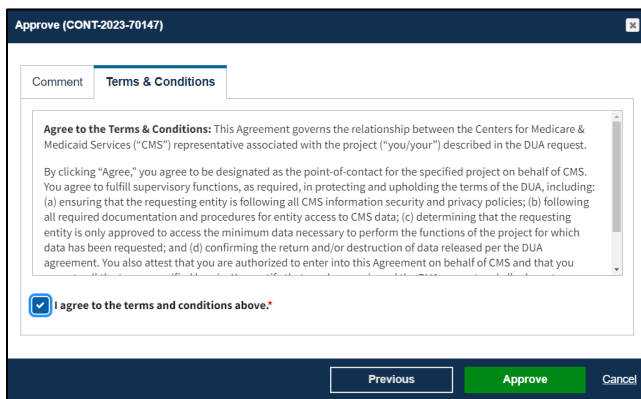 Approve (CONT-2023-70147)
Comment
Terms & Conditions
Agree to the Terms & Conditions: This Agreement governs the relationship between the Centers for Medicare &
Medicaid Services (“CMS”) representative associated with the project (“you/your”) described in the DUA request.
By clicking “Agree,” you agree to be designated as the point-of-contact for the specified project on behalf of CMS.
You agree to fulfill supervisory functions, as required, in protecting and upholding the terms of the DUA, including:
(a) ensuring that the requesting entity is following all CMS information security and privacy policies; (b) following
all required documentation and procedures for entity access to CMS data; (c) determining that the requesting
entity is only approved to access the minimum data necessary to perform the functions of the project for which
data has been requested; and (d) confirming the return and/or destruction of data released per the DUA
agreement. You also attest that you are authorized to enter into this Agreement on behalf of CMS and that you
I agree to the terms and conditions above.*
Previous
Approve
Cancel